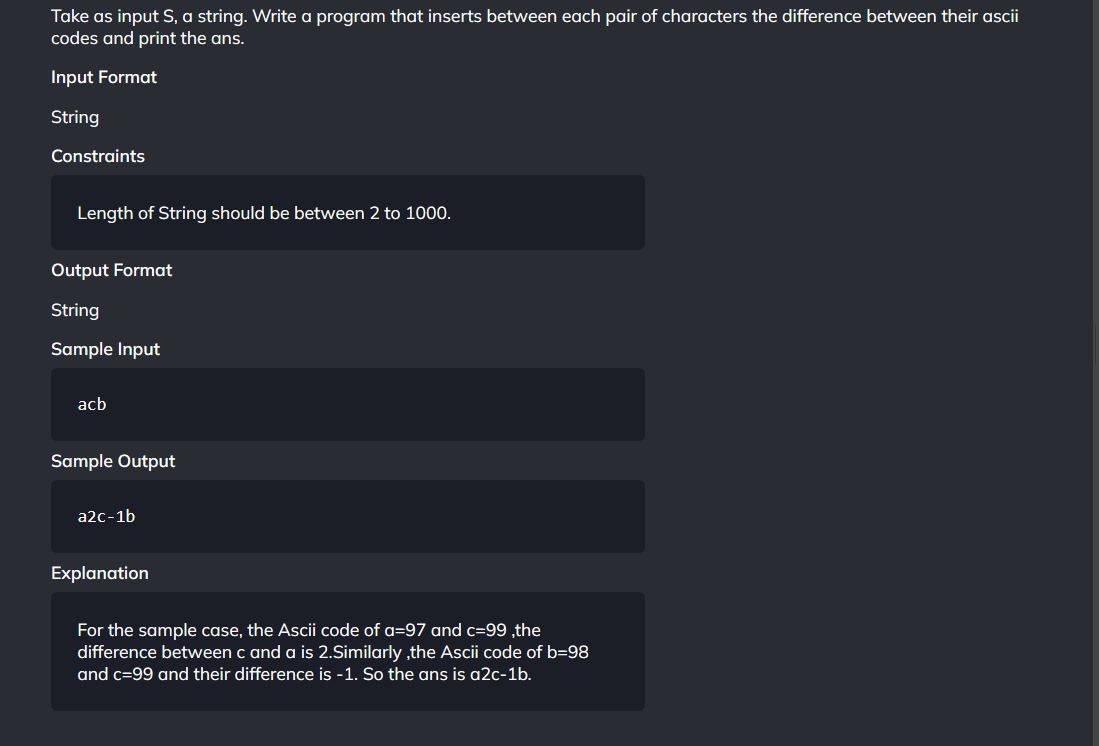 Take as input S, a string. Write a program that inserts between each pair of characters the difference between their ascii
codes and print the ans.
Input Format
String
Constraints
Length of String should be between 2 to 1000.
Output Format
String
Sample Input
acb
Sample Output
a2c-1b
Explanation
For the sample case, the Ascii code of a=97 and c=99 ,the
difference between c and a is 2.Similarly ,the Ascii code of b=98
and c=99 and their difference is -1. So the ans is a2c-1b.